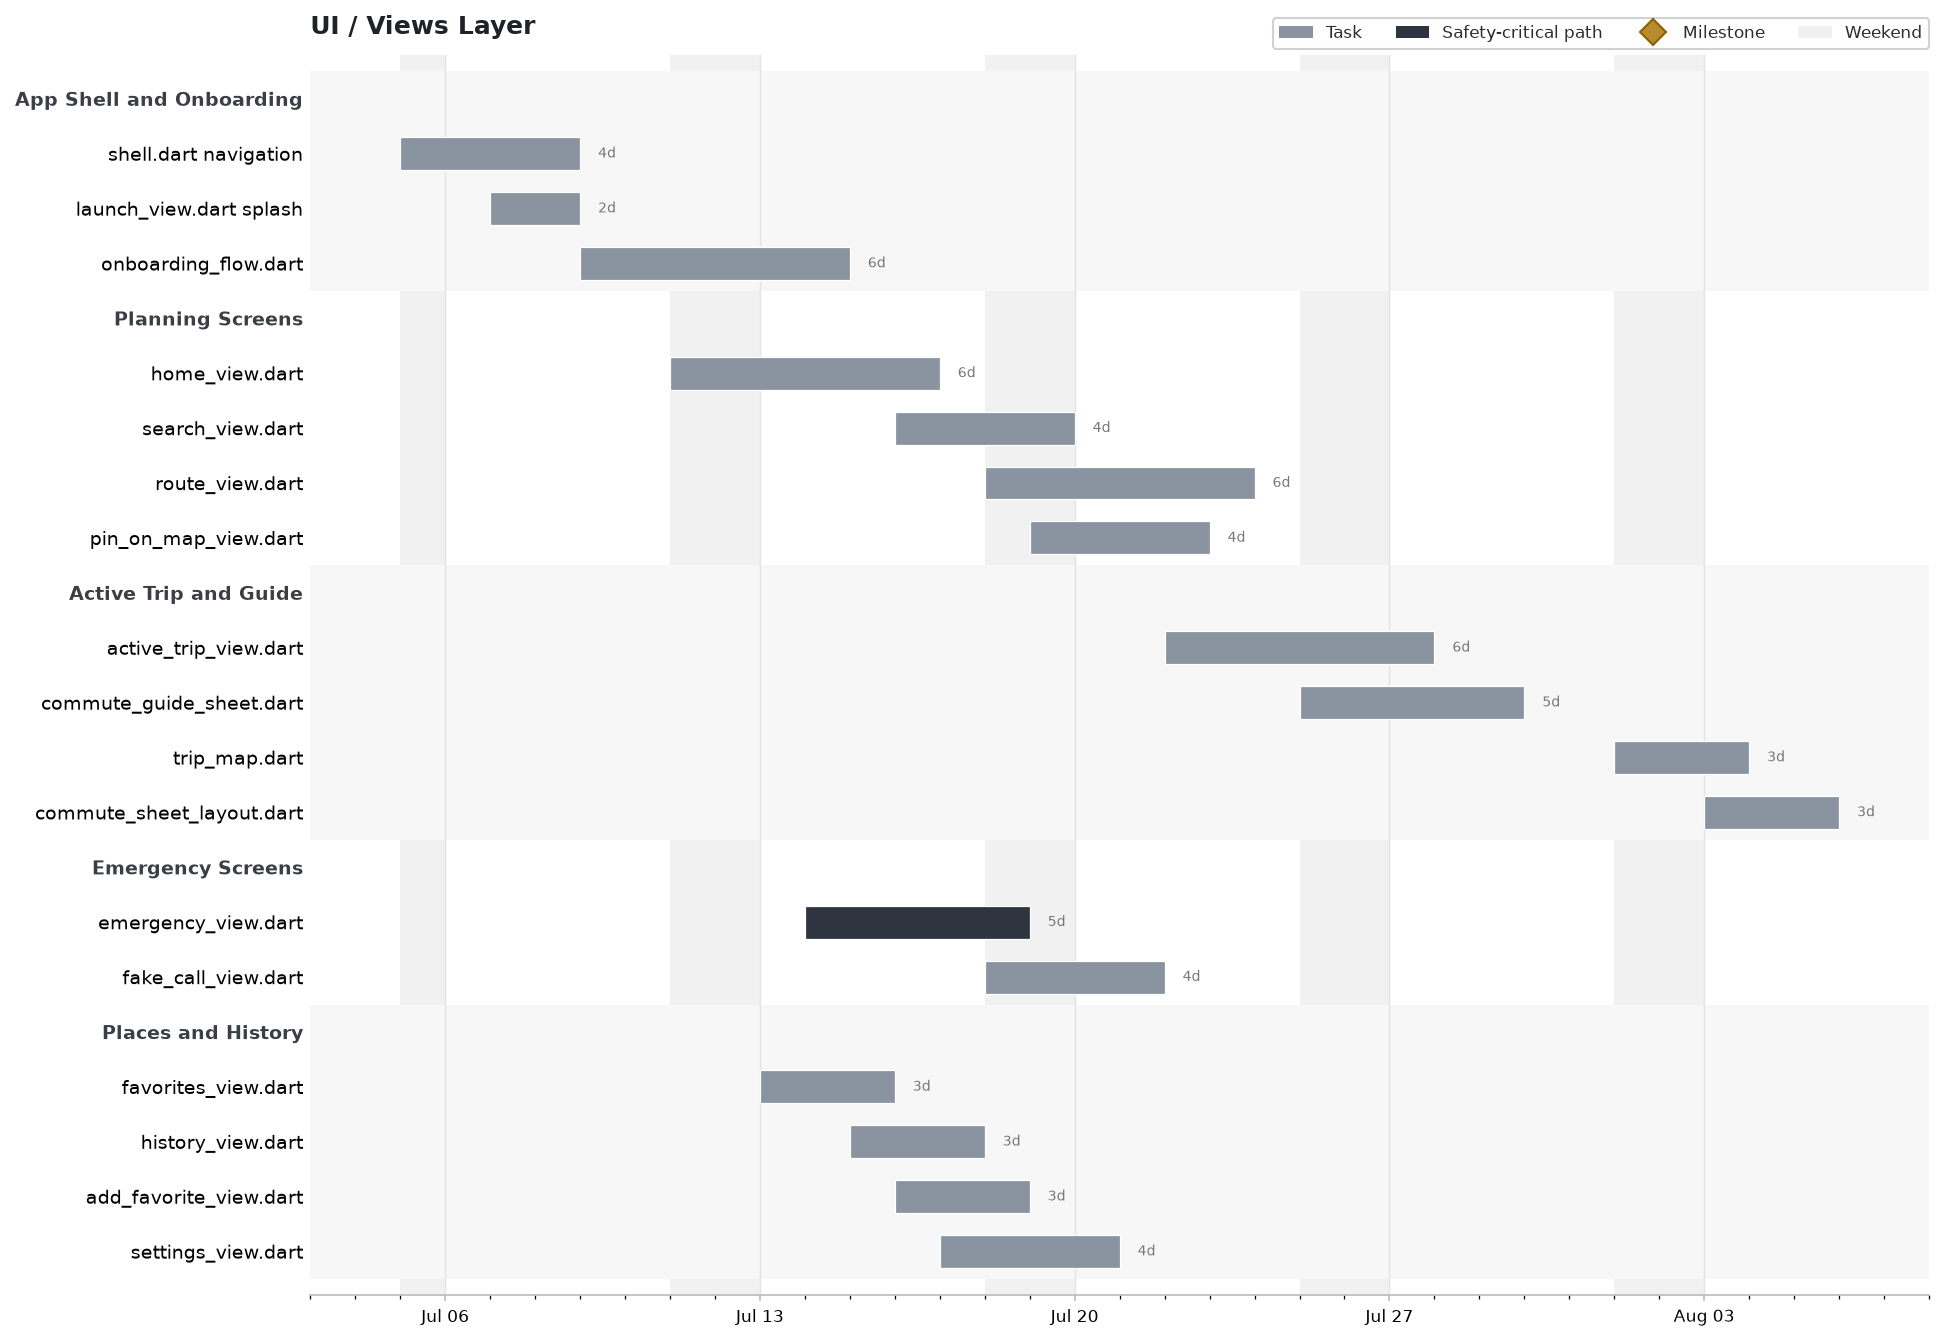 UI / Views Layer
Task
Safety-critical path
Milestone
Weekend
App Shell and Onboarding
shell.dart navigation
4d
launch_view.dart splash
2d
onboarding_flow.dart
6d
Planning Screens
home_view.dart
6d
search_view.dart
4d
route_view.dart
6d
pin_on_map_view.dart
4d
Active Trip and Guide
active_trip_view.dart
6d
commute_guide_sheet.dart
5d
trip_map.dart
3d
commute_sheet_layout.dart
3d
Emergency Screens
emergency_view.dart
5d
fake_call_view.dart
4d
Places and History
favorites_view.dart
3d
history_view.dart
3d
add_favorite_view.dart
3d
settings_view.dart
4d
Jul 06
Jul 13
Jul 20
Jul 27
Aug 03